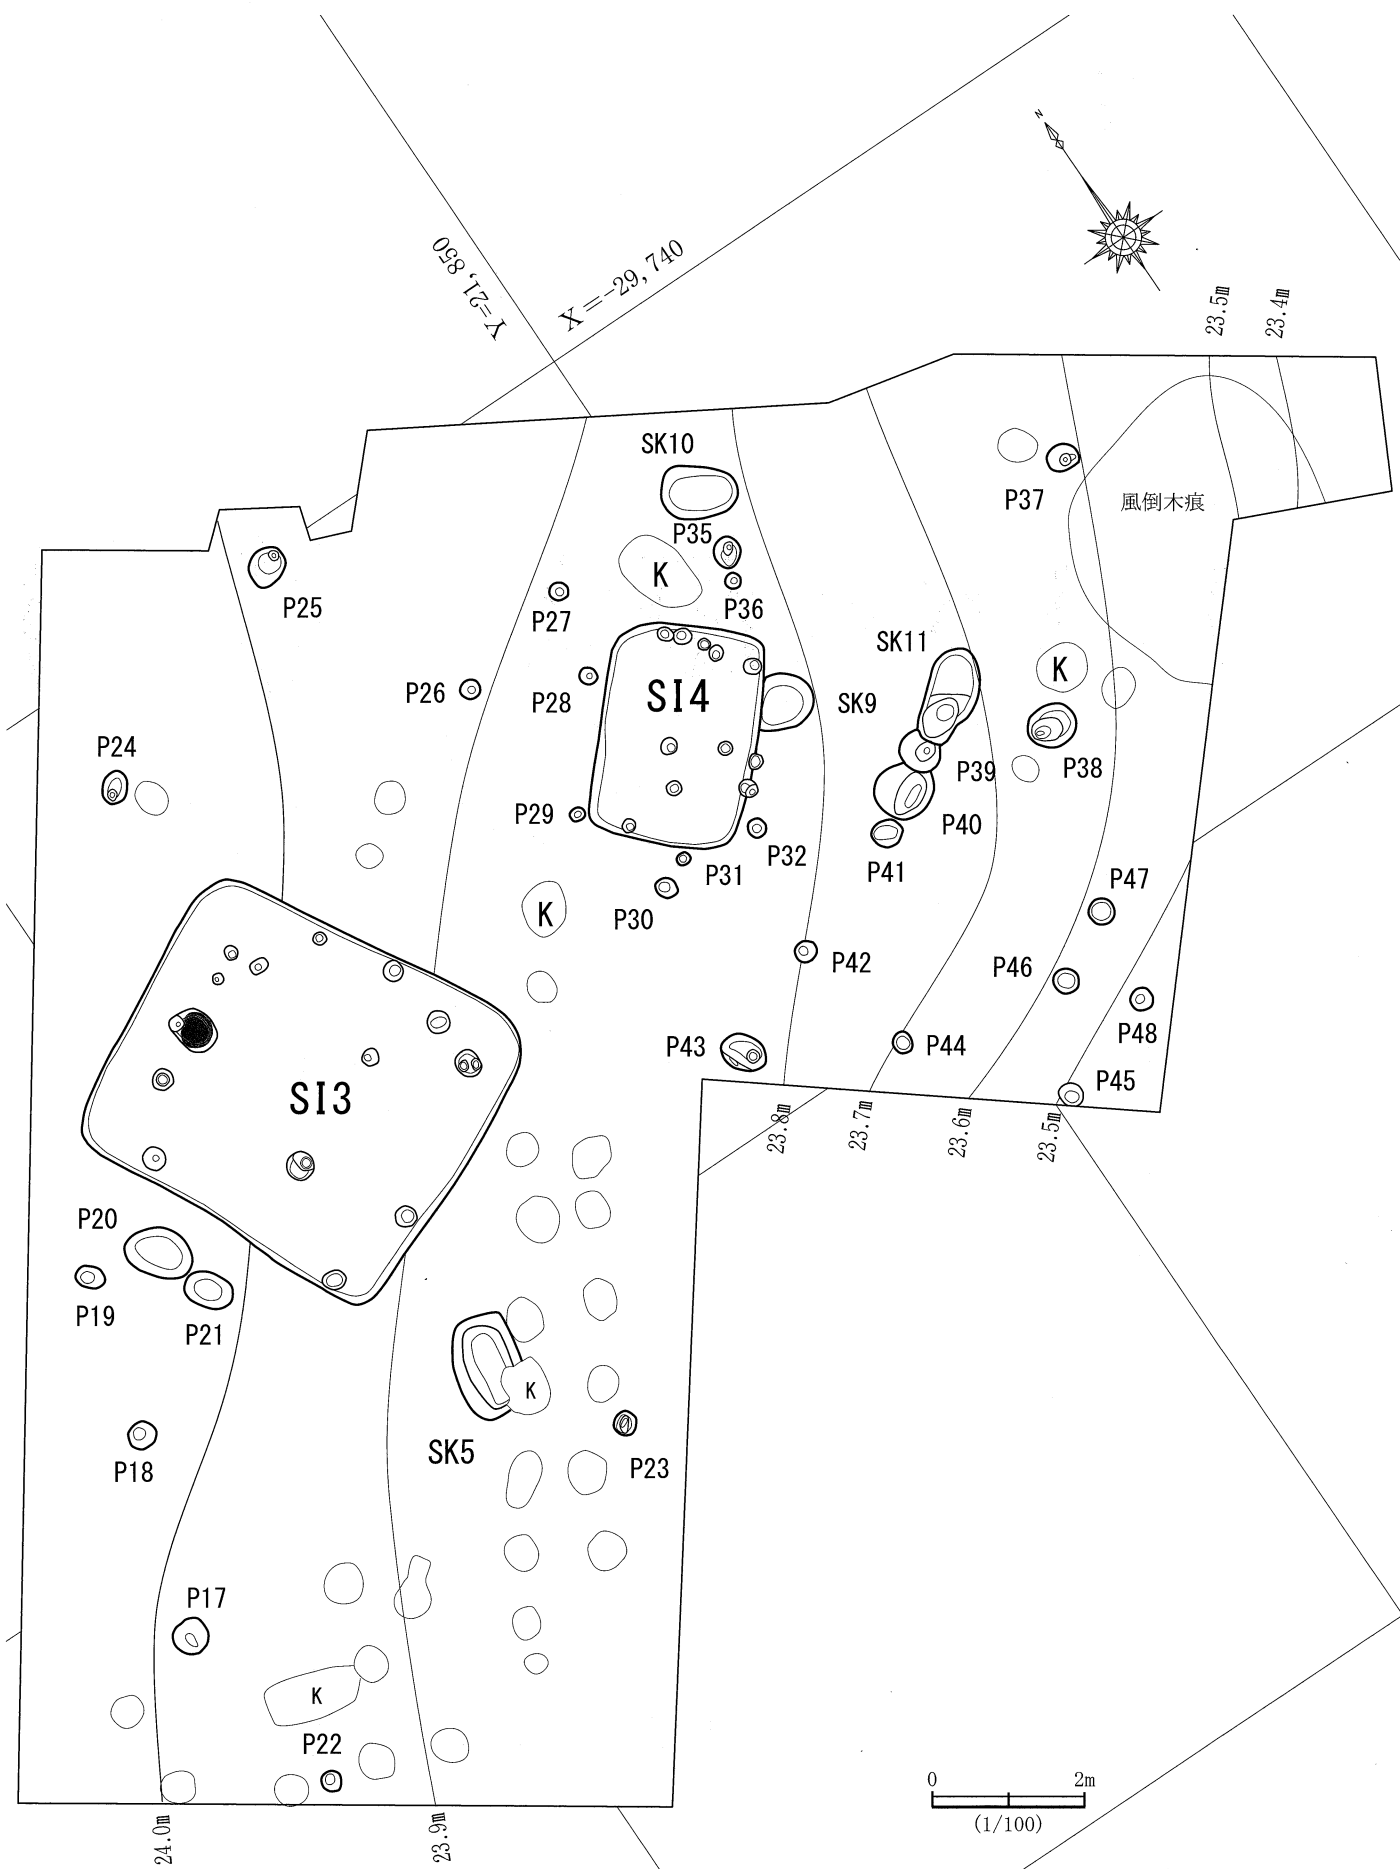 N
Y=21,850
X=-29,740
23.5m
23.4m
SK10
P35
P37
風倒木痕
K
P25
P27
P36
SK11
P26
P28
SI4
SK9
K
P24
P39
P38
P29
P40
P32
P31
P41
P47
K
P30
P42
P46
P48
P43
P44
P45
SI3
23.8m
23.7m
23.6m
23.5m
P20
P19
P21
K
SK5
P18
P23
P17
K
P22
0 2m
(1/100)
24.0m
23.9m